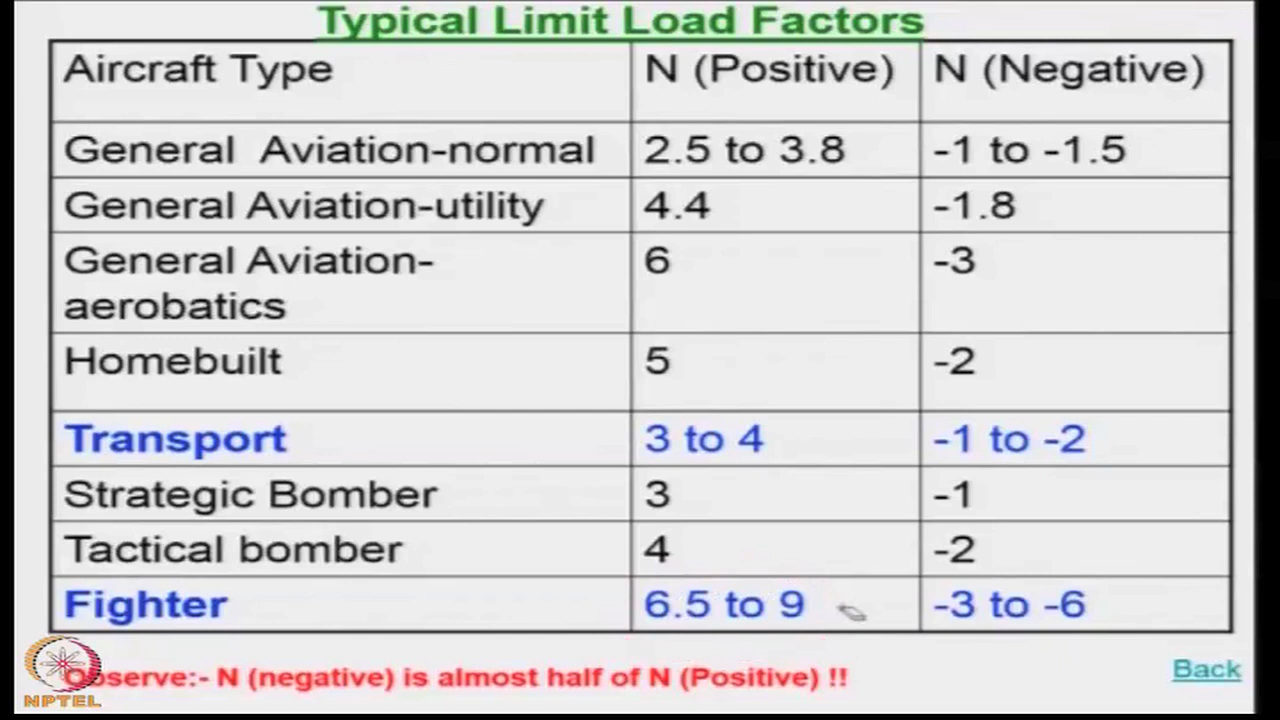 Typical Limit Load Factors
Aircraft Type N (Positive) N (Negative)
General Aviation-normal 2.5 to 3.8 -1 to -1.5
General Aviation-utility 4.4 -1.8
General Aviation- 6 -3
aerobatics
Homebuilt 5 -2
Transport 3 to 4 -1 to -2
Strategic Bomber 3 -1
Tactical bomber 4 -2
Fighter 6.5 to 9 -3 to -6
Observe:- N (negative) is almost half of N (Positive) !!
Back
NPTEL